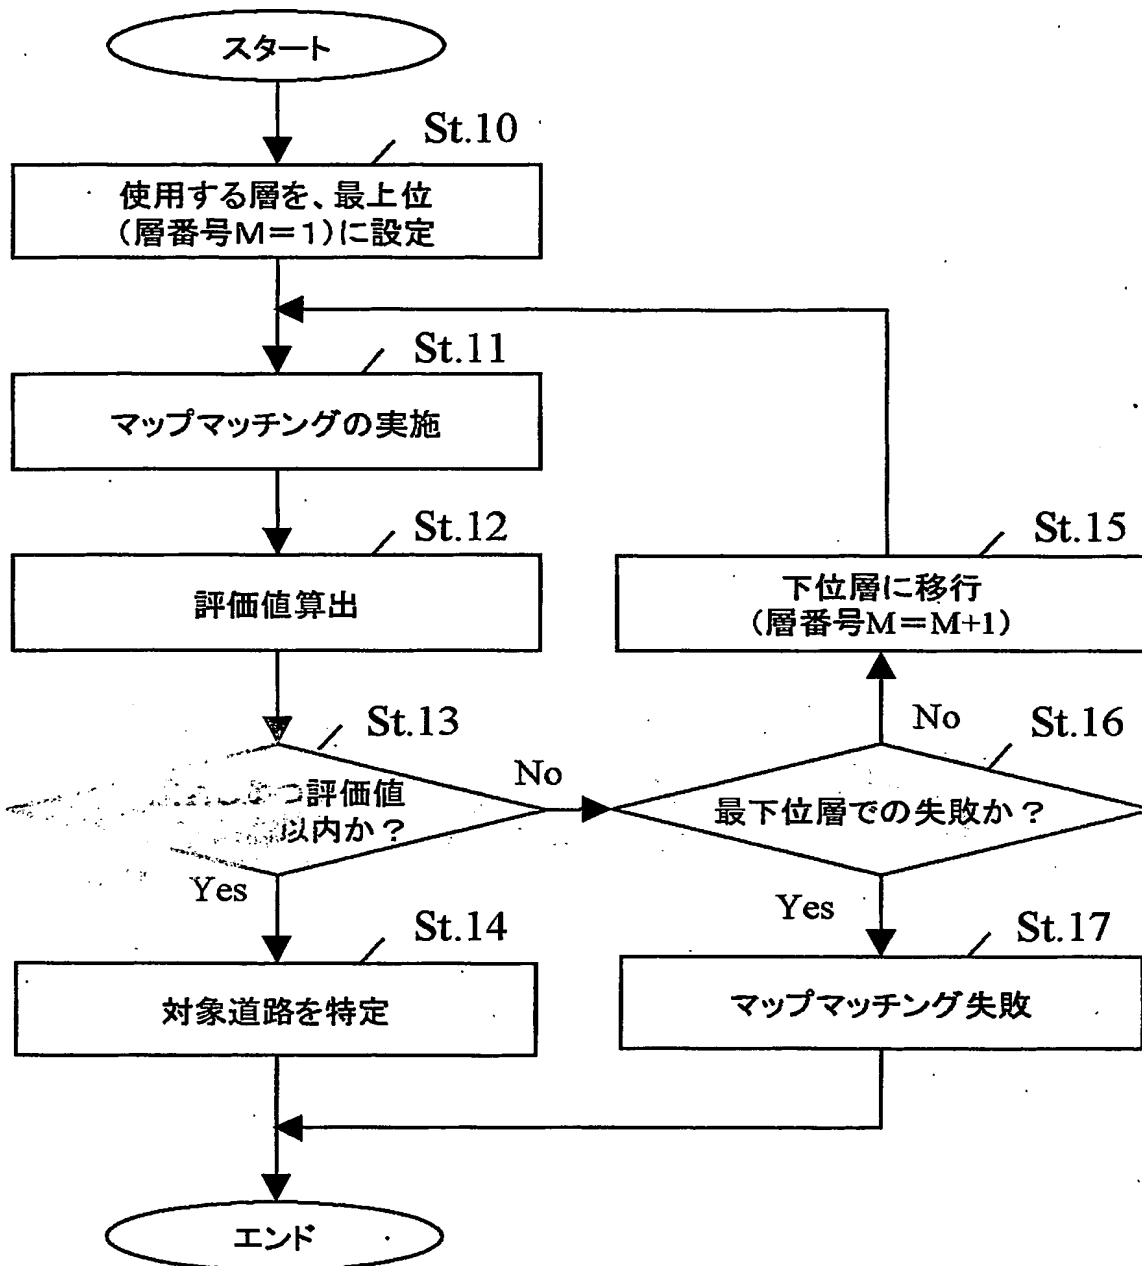 スタート
St.10
使用する層を、最上位
(層番号M=1)に設定
St.11
マップマッチングの実施
St.12
評価値算出
St.13
評価値
以内か?
No
Yes
St.14
対象道路を特定
St.15
下位層に移行
(層番号M=M+1)
No
St.16
最下位層での失敗か?
Yes
St.17
マップマッチング失敗
エンド